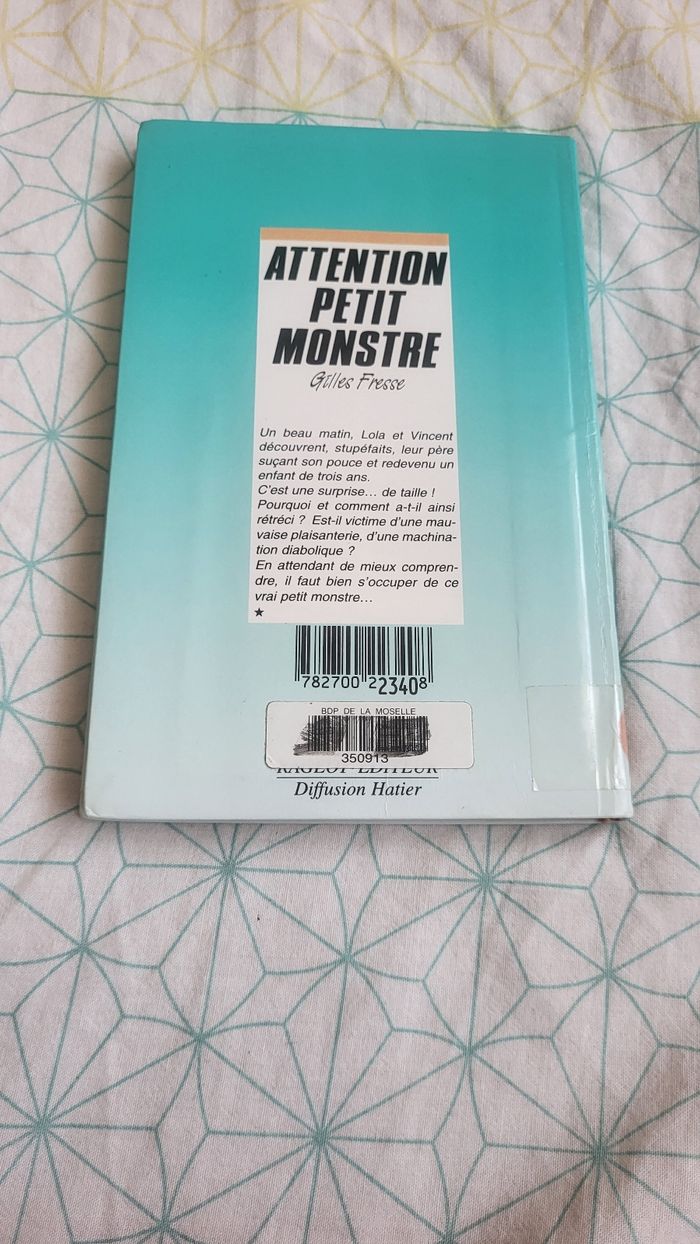 ATTENTION
PETIT
MONSTRE
Gilles Fresse
Un beau matin, Lola et Vincent
découvrent, stupéfaits, leur père
suçant son pouce et redevenu un
enfant de trois ans.
C'est une surprise... de taille !
Pourquoi et comment a-t-il ainsi
rétréci ? Est-il victime d'une mau-
vaise plaisanterie, d'une machina-
tion diabolique ?
En attendant de mieux compren-
dre, il faut bien s'occuper de ce
vrai petit monstre...
★
782700 223408
BDP DE LA MOSELLE
350913
RAGEOT EDITEUR
Diffusion Hatier